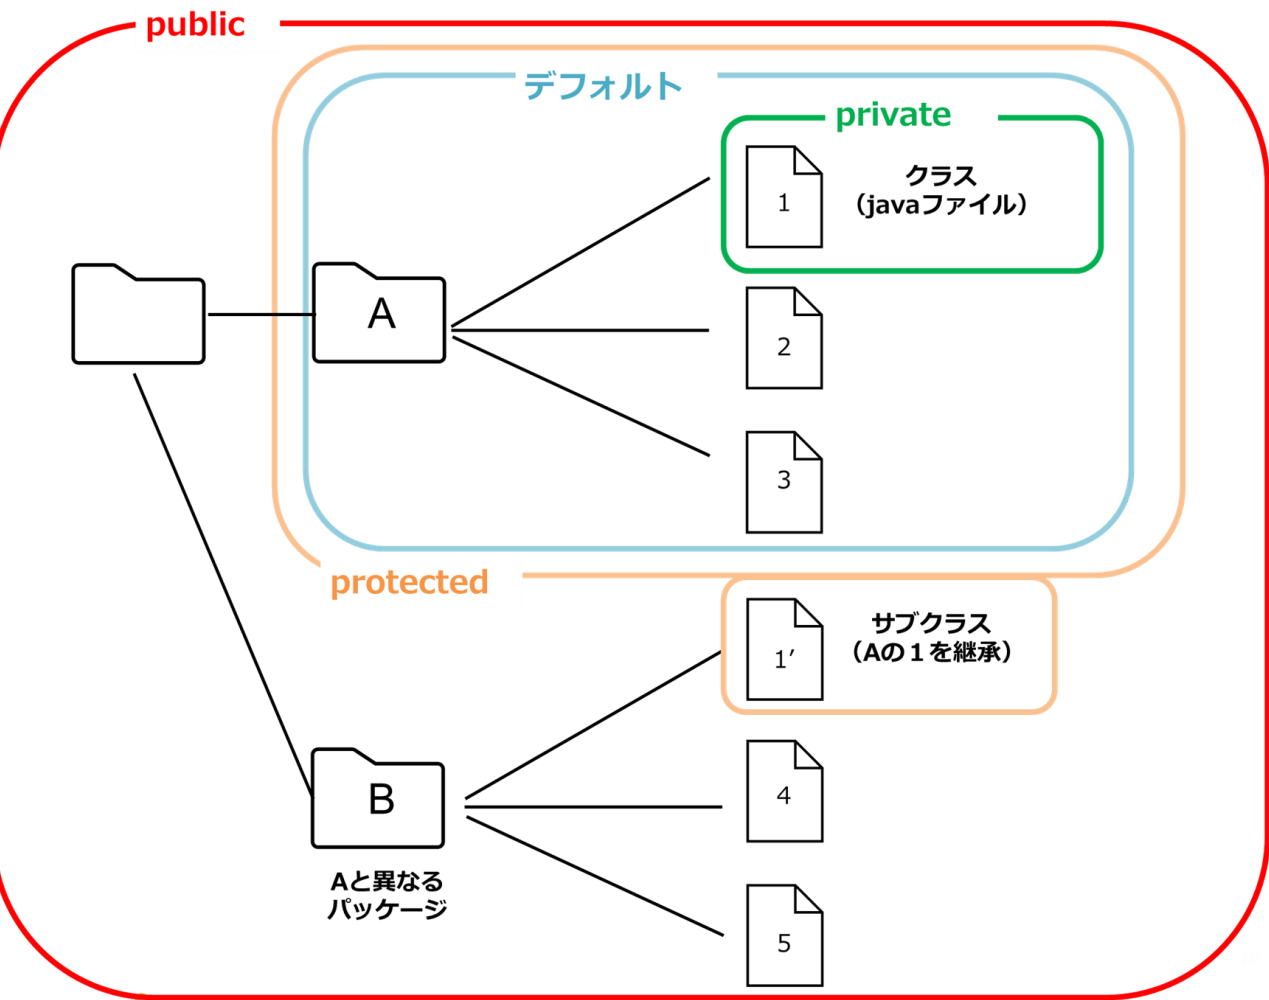 public
デフォルト
private
1
クラス
（javaファイル）
A
2
3
protected
1′
サブクラス
（Aの１を継承）
B
4
Aと異なる
パッケージ
5